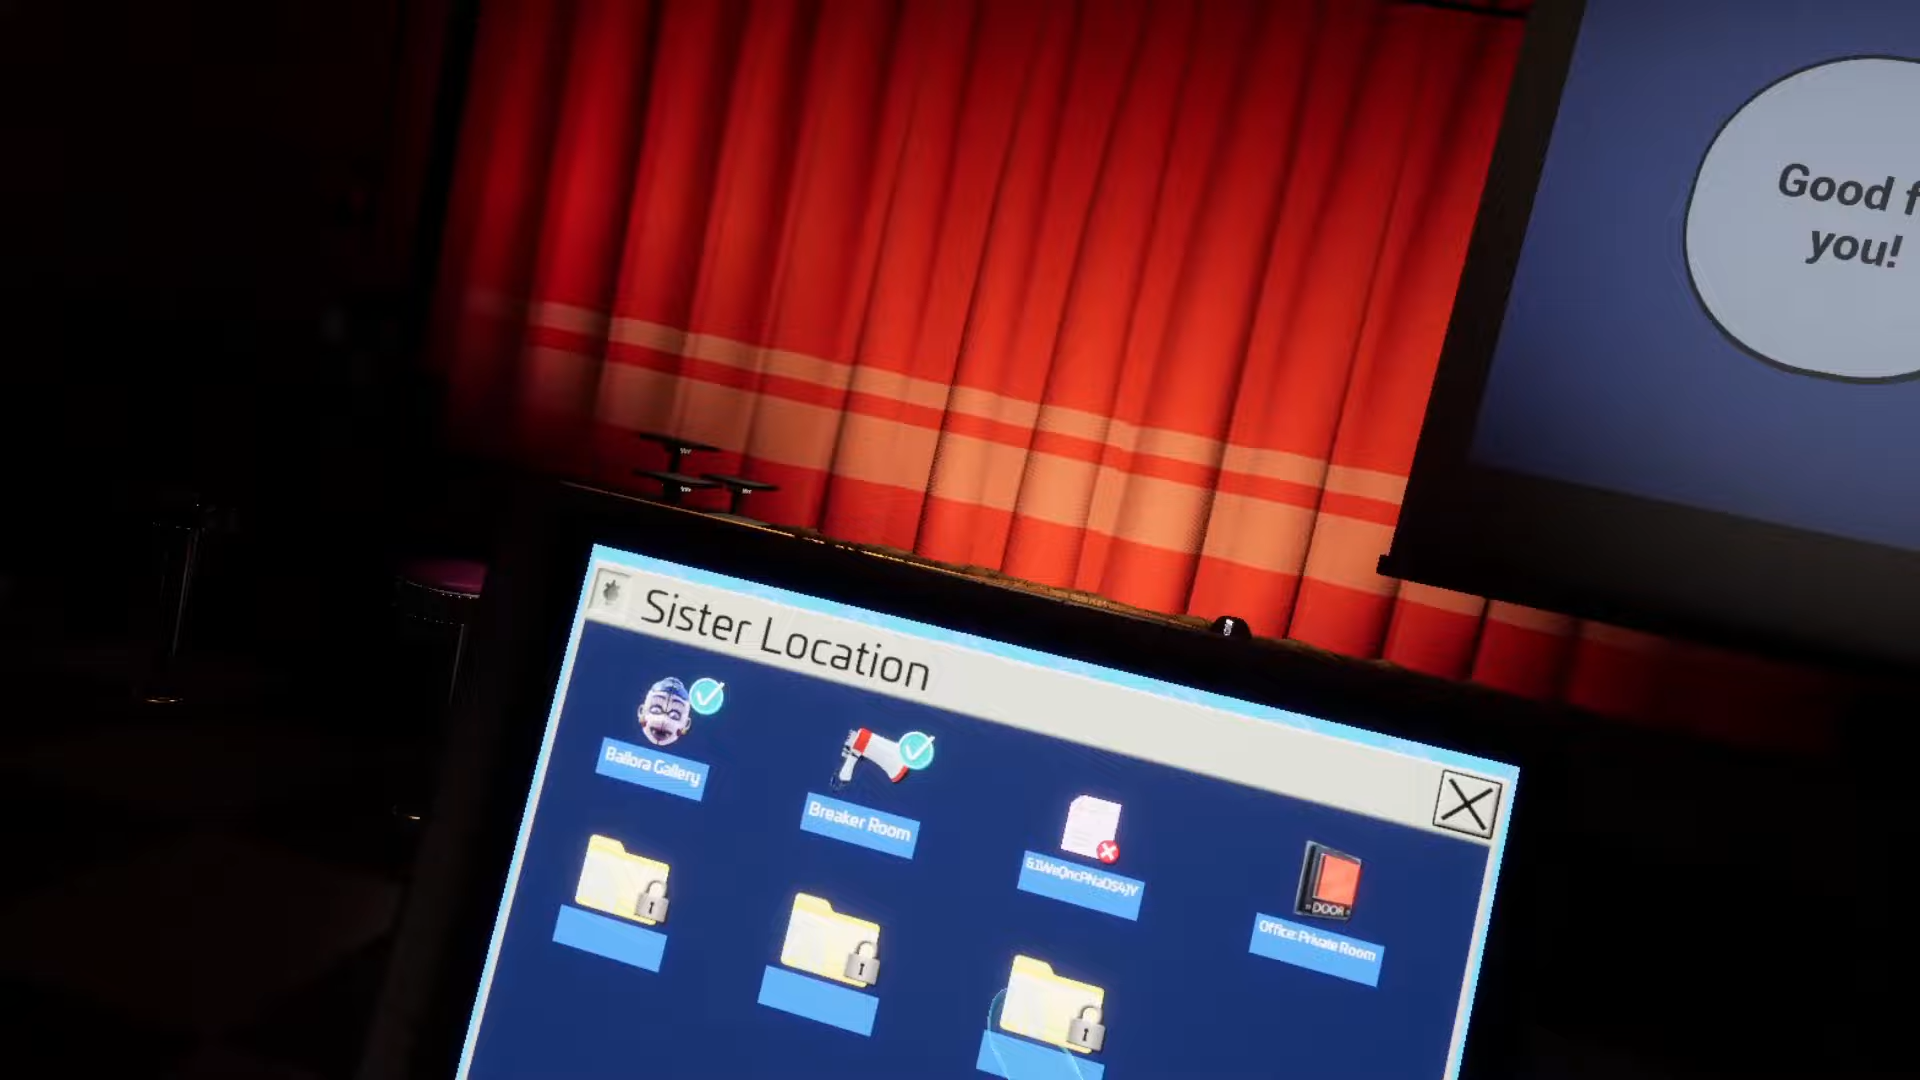 Good f
you!
Sister Location
Ballora Gallery
Breaker Room
Office: Private Room
DOOR